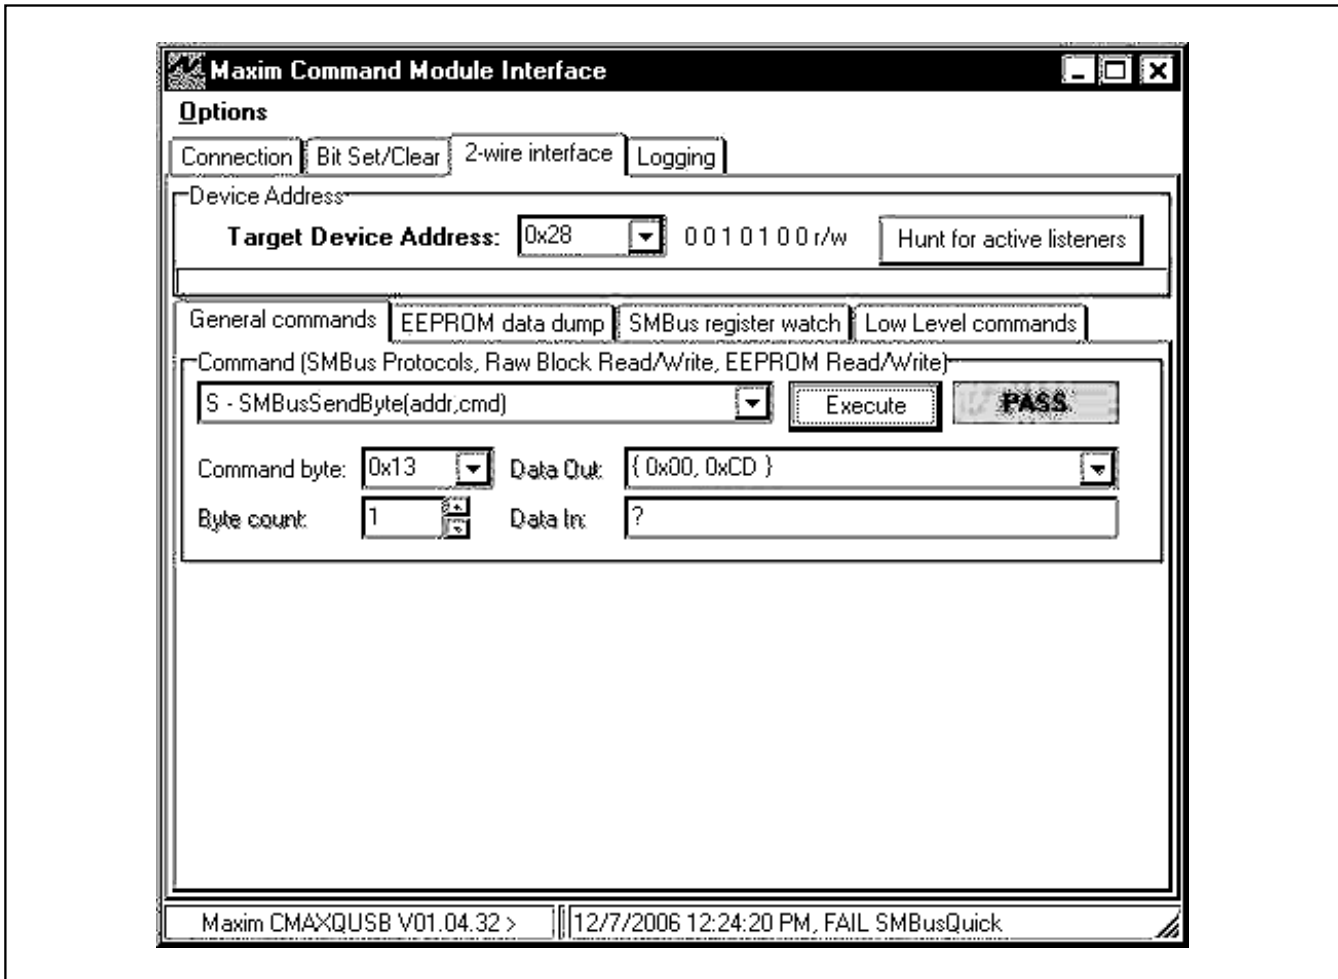 Maxim Command Module Interface
Options
Connection Bit Set/Clear 2-wire interface Logging
Device Address
Target Device Address: 0x28 0 0 1 0 1 0 0 r/w Hunt for active listeners
General commands EEPROM data dump SMBus register watch Low Level commands
Command (SMBus Protocols, Raw Block Read/Write, EEPROM Read/Write)
S - SMBusSendByte(addr,cmd) Execute PASS
Command byte: 0x13 Data Out: { 0x00, 0xCD }
Byte count: 1 Data In: ?
Maxim CMAXQUSB V01.04.32 > 12/7/2006 12:24:20 PM, FAIL SMBusQuick